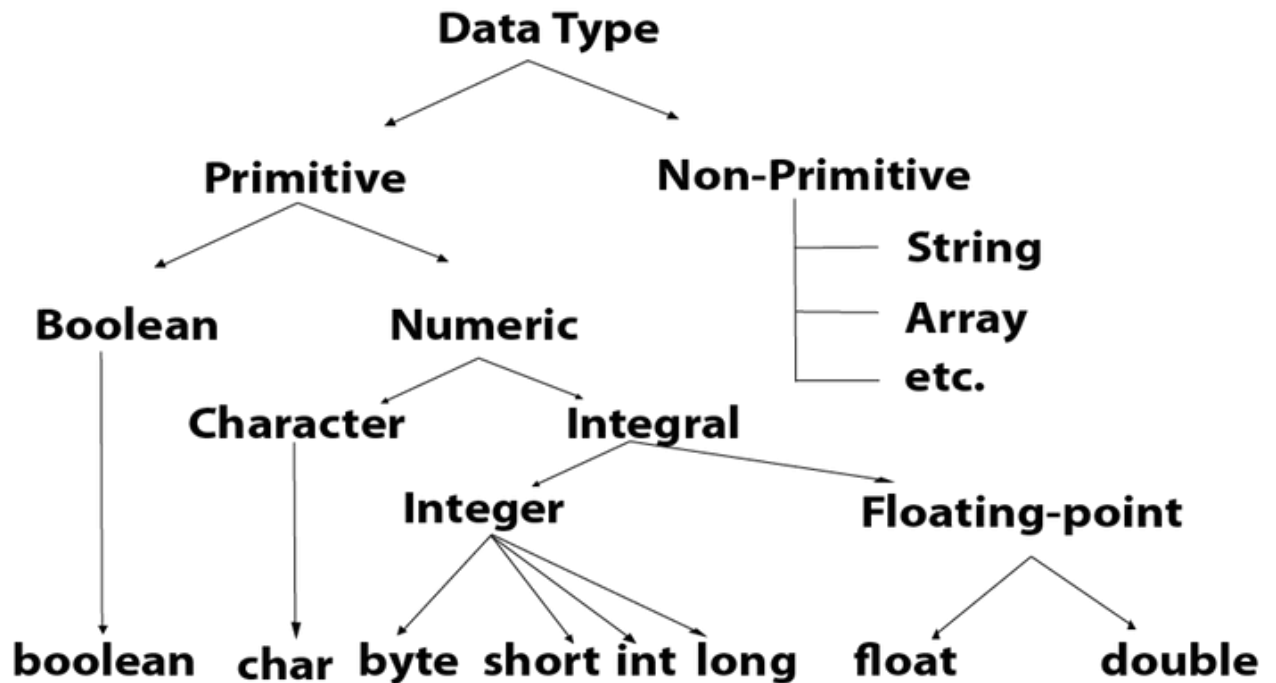 Data Type
Primitive
Non-Primitive
String
Array
etc.
Boolean
Numeric
Character
Integral
Integer
Floating-point
boolean
char
byte
short
int
long
float
double